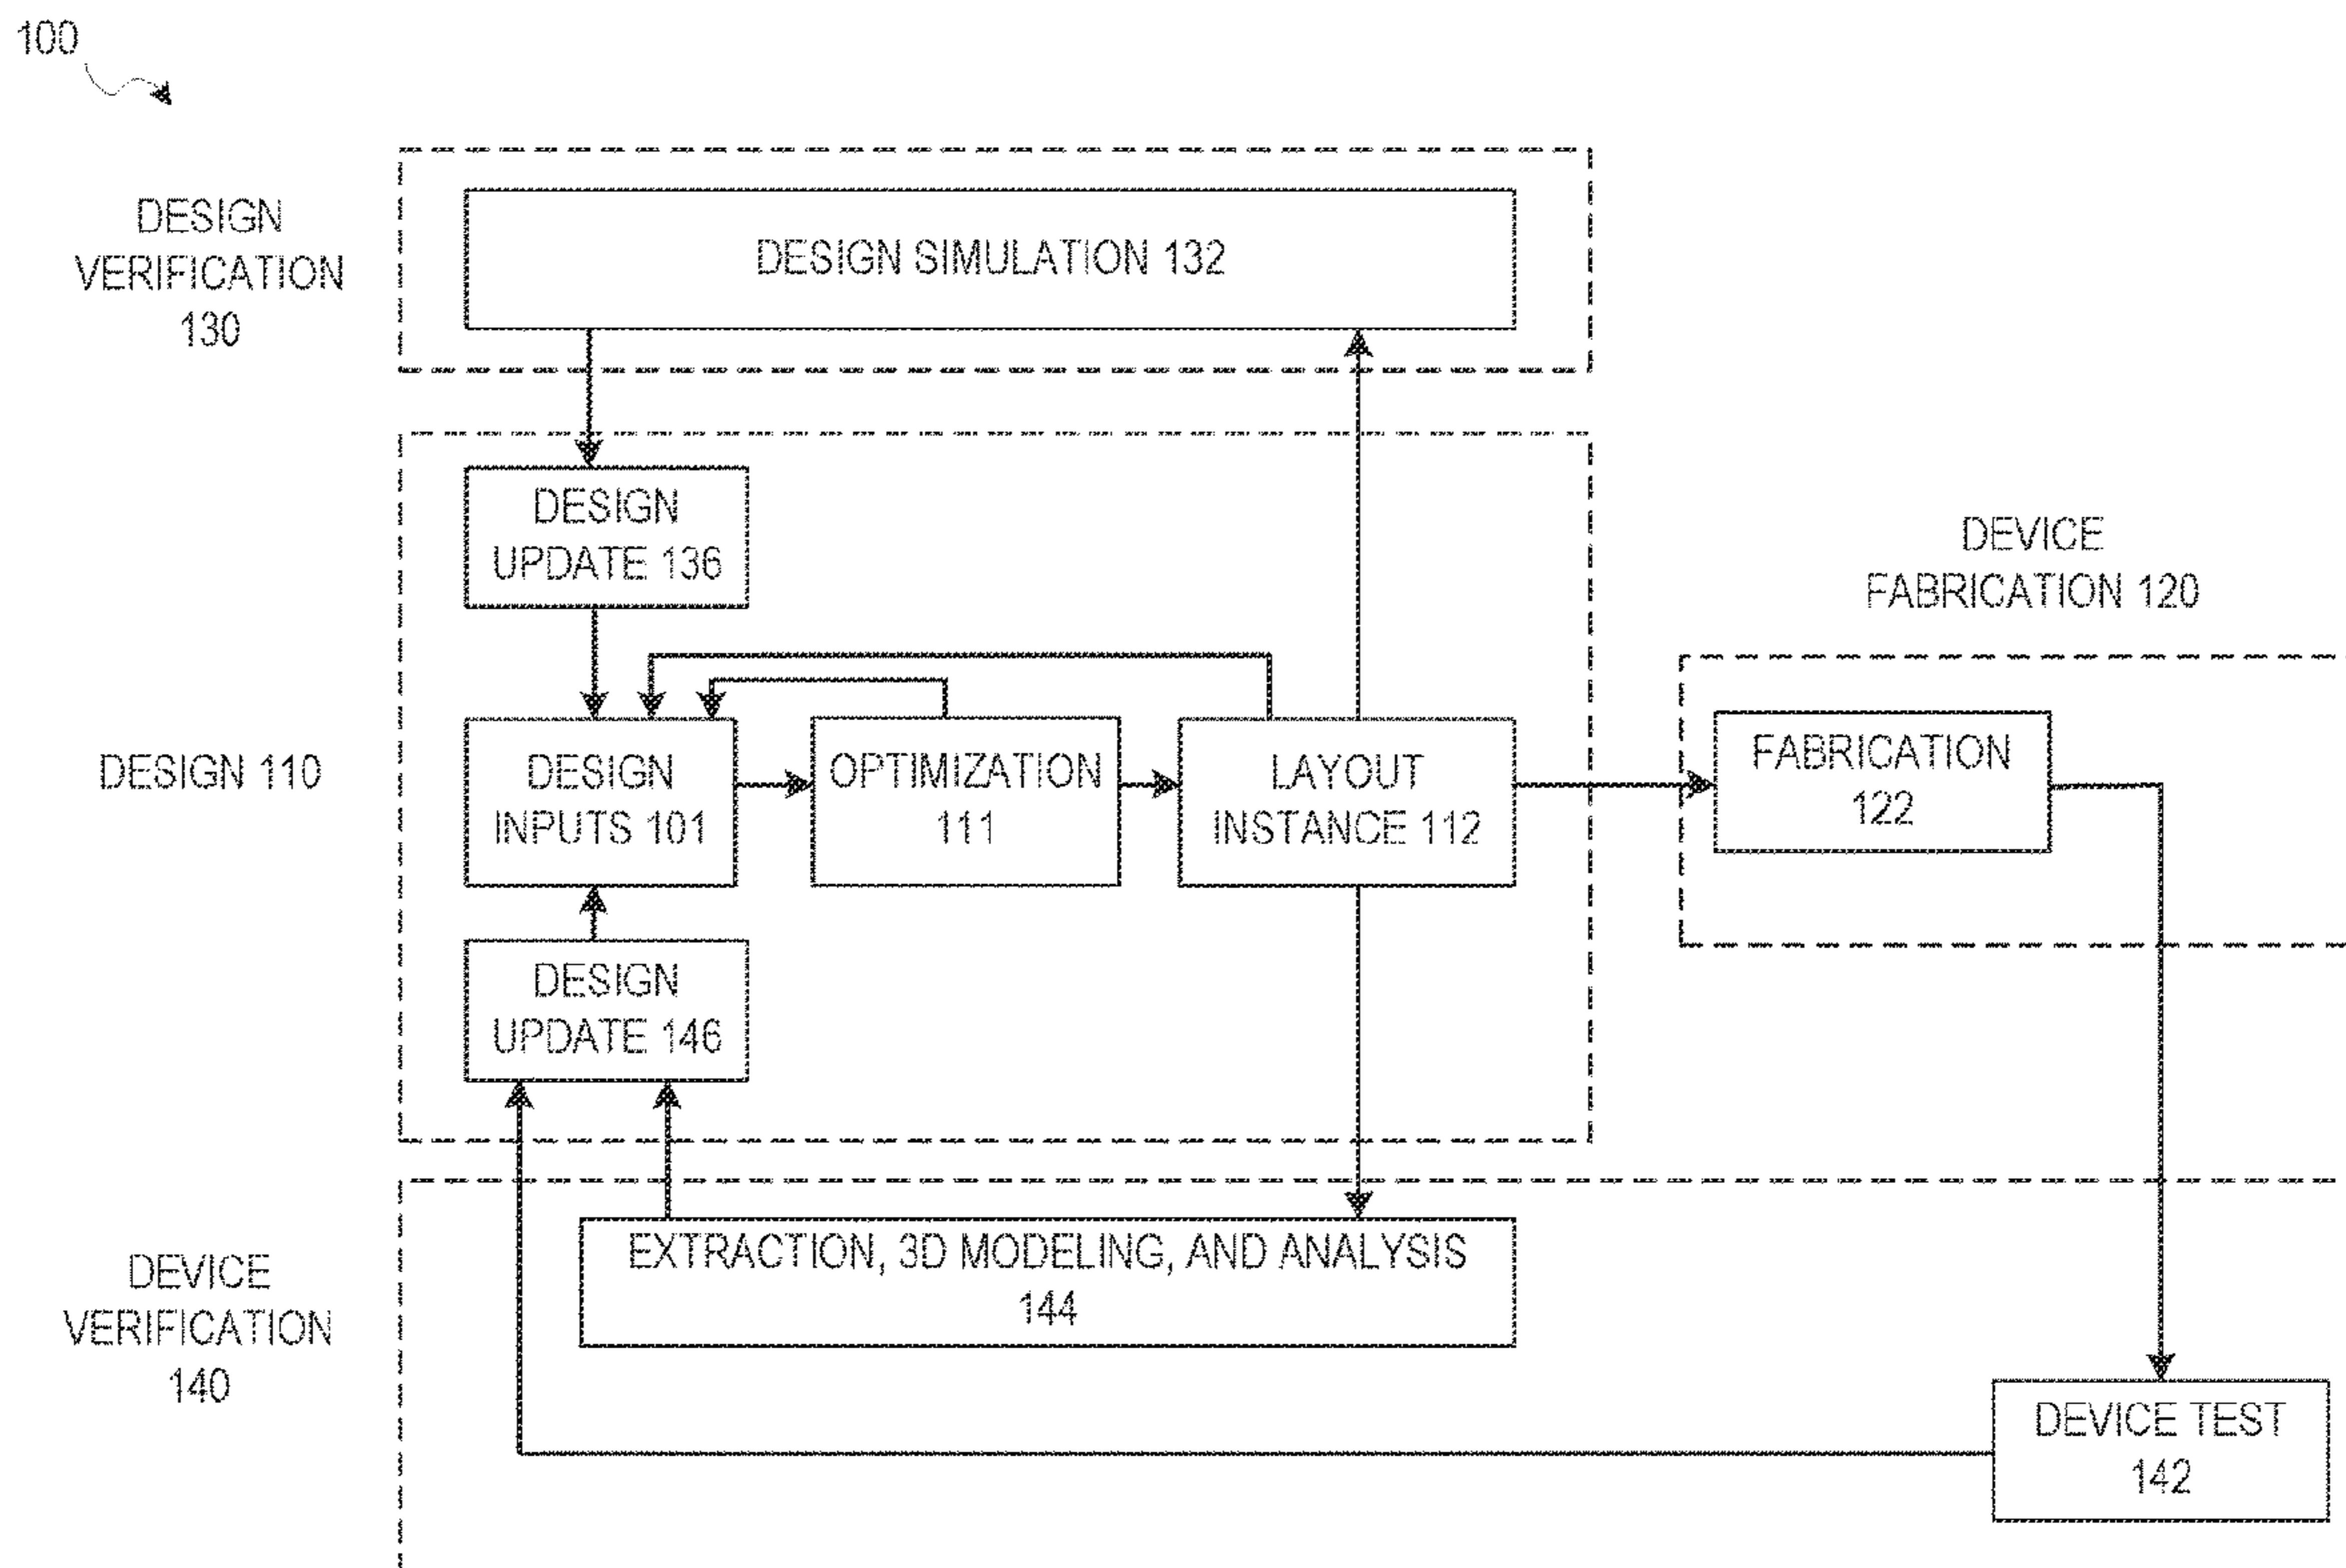 100
DESIGN
VERIFICATION
130
DESIGN SIMULATION 132
DESIGN
UPDATE 136
DEVICE
FABRICATION 120
DESIGN 110
DESIGN
INPUTS 101
OPTIMIZATION
111
LAYOUT
INSTANCE 112
FABRICATION
122
DESIGN
UPDATE 146
DEVICE
VERIFICATION
140
EXTRACTION, 3D MODELING, AND ANALYSIS
144
DEVICE TEST
142